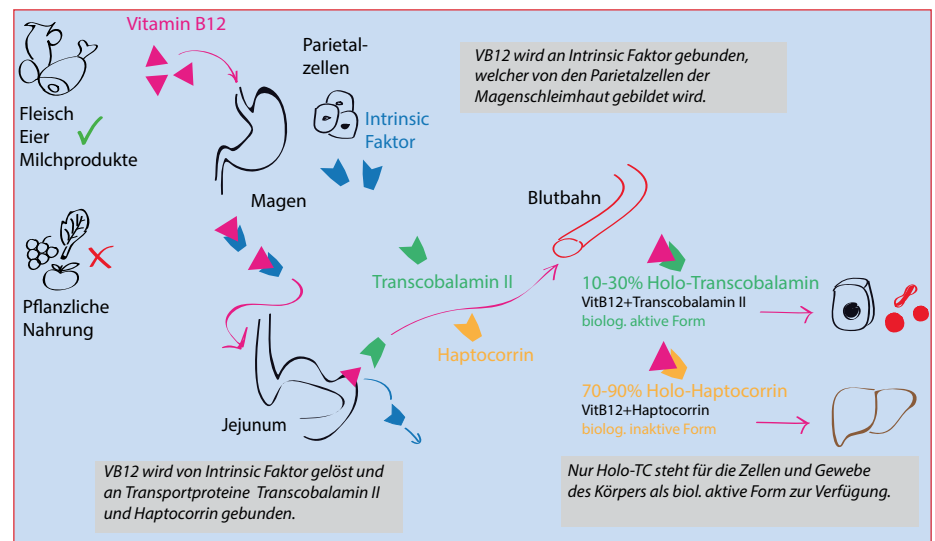 Vitamin B12
Fleisch
Eier
Milchprodukte
Pflanzliche
Nahrung
Parietal-
zellen
Intrinsic
Faktor
Magen
VB12 wird an Intrinsic Faktor gebunden,
welcher von den Parietalzellen der
Magenschleimhaut gebildet wird.
Blutbahn
Transcobalamin II
Haptocorrin
Jejunum
10-30% Holo-Transcobalamin
VitB12+Transcobalamin II
biolog. aktive Form
70-90% Holo-Haptocorrin
VitB12+Haptocorrin
biolog. inaktive Form
VB12 wird von Intrinsic Faktor gelöst und
an Transportproteine Transcobalamin II
und Haptocorrin gebunden.
Nur Holo-TC steht für die Zellen und Gewebe
des Körpers als biol. aktive Form zur Verfügung.